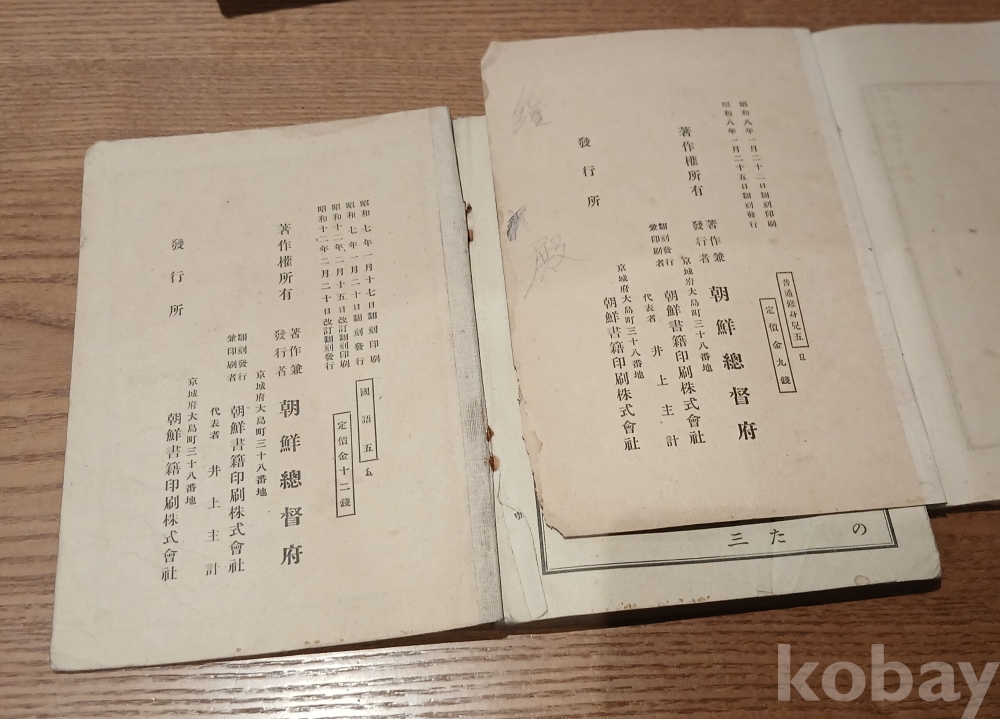 昭和八年一月二十二日翻刻印刷
昭和八年一月二十五日翻刻發行
著作權所有
普通修身兒五
定價金九錢
著作兼
發行者
朝鮮總督府
京城府大島町三十八番地
翻刻發行
兼印刷者
朝鮮書籍印刷株式會社
代表者 井上主計
發行所
京城府大島町三十八番地
朝鮮書籍印刷株式會社
殿
昭和七年一月十七日翻刻印刷
昭和七年一月二十日翻刻發行
昭和十二年二月十五日改訂翻刻印刷
昭和十二年二月二十日改訂翻刻發行
著作權所有
國語五
定價金十二錢
著作兼
發行者
朝鮮總督府
京城府大島町三十八番地
翻刻發行
兼印刷者
朝鮮書籍印刷株式會社
代表者 井上主計
發行所
京城府大島町三十八番地
朝鮮書籍印刷株式會社
三た の
kobay